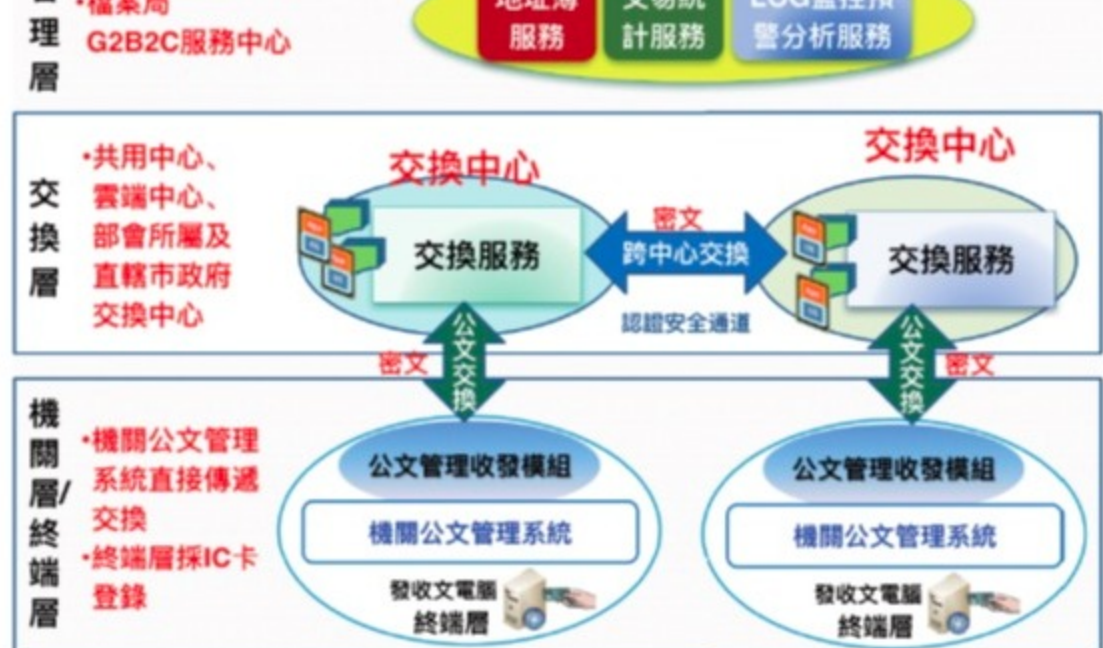 理
層
•檔案局
G2B2C服務中心
服務
計服務
警分析服務
交
換
層
•共用中心、
雲端中心、
部會所屬及
直轄市政府
交換中心
交換中心
交換服務
密文
跨中心交換
認證安全通道
交換中心
交換服務
密文
公文交換
公文交換
密文
機
關
層/
終
端
層
•機關公文管理
系統直接傳遞
交換
•終端層採IC卡
登錄
公文管理收發模組
機關公文管理系統
發收文電腦
終端層
公文管理收發模組
機關公文管理系統
發收文電腦
終端層